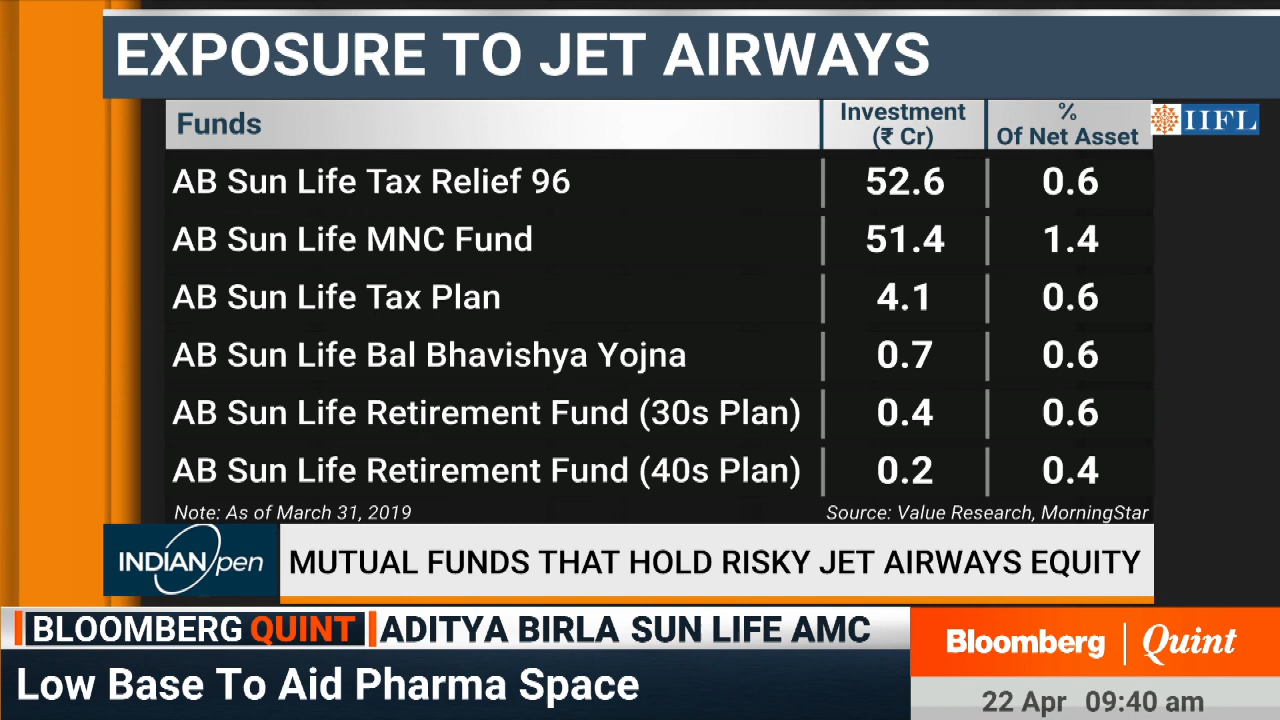 EXPOSURE TO JET AIRWAYS
Funds Investment (₹ Cr) % Of Net Asset
IIFL
AB Sun Life Tax Relief 96 52.6 0.6
AB Sun Life MNC Fund 51.4 1.4
AB Sun Life Tax Plan 4.1 0.6
AB Sun Life Bal Bhavishya Yojna 0.7 0.6
AB Sun Life Retirement Fund (30s Plan) 0.4 0.6
AB Sun Life Retirement Fund (40s Plan) 0.2 0.4
Note: As of March 31, 2019 Source: Value Research, MorningStar
INDIAN Open MUTUAL FUNDS THAT HOLD RISKY JET AIRWAYS EQUITY
BLOOMBERG QUINT ADITYA BIRLA SUN LIFE AMC
Low Base To Aid Pharma Space
Bloomberg | Quint
22 Apr 09:40 am